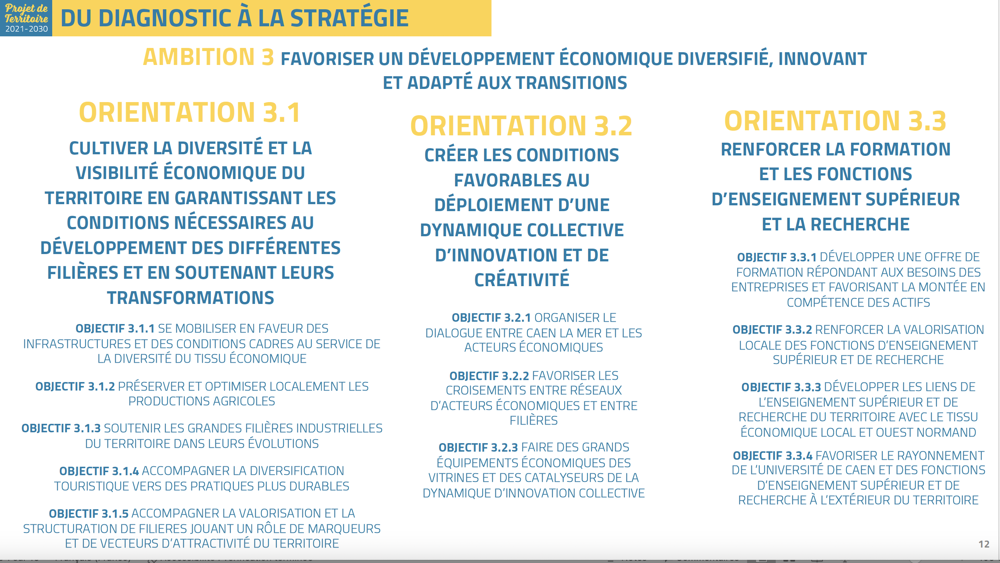 Projet de
Territoire
2021-2030
DU DIAGNOSTIC À LA STRATÉGIE
AMBITION 3 FAVORISER UN DÉVELOPPEMENT ÉCONOMIQUE DIVERSIFIÉ, INNOVANT
ET ADAPTÉ AUX TRANSITIONS
ORIENTATION 3.1
CULTIVER LA DIVERSITÉ ET LA
VISIBILITÉ ÉCONOMIQUE DU
TERRITOIRE EN GARANTISSANT LES
CONDITIONS NÉCESSAIRES AU
DÉVELOPPEMENT DES DIFFÉRENTES
FILIÈRES ET EN SOUTENANT LEURS
TRANSFORMATIONS
OBJECTIF 3.1.1 SE MOBILISER EN FAVEUR DES
INFRASTRUCTURES ET DES CONDITIONS CADRES AU SERVICE DE
LA DIVERSITÉ DU TISSU ÉCONOMIQUE
OBJECTIF 3.1.2 PRÉSERVER ET OPTIMISER LOCALEMENT LES
PRODUCTIONS AGRICOLES
OBJECTIF 3.1.3 SOUTENIR LES GRANDES FILIÈRES INDUSTRIELLES
DU TERRITOIRE DANS LEURS ÉVOLUTIONS
OBJECTIF 3.1.4 ACCOMPAGNER LA DIVERSIFICATION
TOURISTIQUE VERS DES PRATIQUES PLUS DURABLES
OBJECTIF 3.1.5 ACCOMPAGNER LA VALORISATION ET LA
STRUCTURATION DE FILIERES JOUANT UN RÔLE DE MARQUEURS
ET DE VECTEURS D'ATTRACTIVITÉ DU TERRITOIRE
ORIENTATION 3.2
CRÉER LES CONDITIONS
FAVORABLES AU
DÉPLOIEMENT D'UNE
DYNAMIQUE COLLECTIVE
D'INNOVATION ET DE
CRÉATIVITÉ
OBJECTIF 3.2.1 ORGANISER LE
DIALOGUE ENTRE CAEN LA MER ET LES
ACTEURS ÉCONOMIQUES
OBJECTIF 3.2.2 FAVORISER LES
CROISEMENTS ENTRE RÉSEAUX
D'ACTEURS ÉCONOMIQUES ET ENTRE
FILIÈRES
OBJECTIF 3.2.3 FAIRE DES GRANDS
ÉQUIPEMENTS ÉCONOMIQUES DES
VITRINES ET DES CATALYSEURS DE LA
DYNAMIQUE D'INNOVATION COLLECTIVE
ORIENTATION 3.3
RENFORCER LA FORMATION
ET LES FONCTIONS
D'ENSEIGNEMENT SUPÉRIEUR
ET LA RECHERCHE
OBJECTIF 3.3.1 DÉVELOPPER UNE OFFRE DE
FORMATION RÉPONDANT AUX BESOINS DES
ENTREPRISES ET FAVORISANT LA MONTÉE EN
COMPÉTENCE DES ACTIFS
OBJECTIF 3.3.2 RENFORCER LA VALORISATION
LOCALE DES FONCTIONS D'ENSEIGNEMENT
SUPÉRIEUR ET DE RECHERCHE
OBJECTIF 3.3.3 DÉVELOPPER LES LIENS DE
L'ENSEIGNEMENT SUPÉRIEUR ET DE
RECHERCHE DU TERRITOIRE AVEC LE TISSU
ÉCONOMIQUE LOCAL ET OUEST NORMAND
OBJECTIF 3.3.4 FAVORISER LE RAYONNEMENT
DE L'UNIVERSITÉ DE CAEN ET DES FONCTIONS
D'ENSEIGNEMENT SUPÉRIEUR ET DE
RECHERCHE À L'EXTÉRIEUR DU TERRITOIRE
12